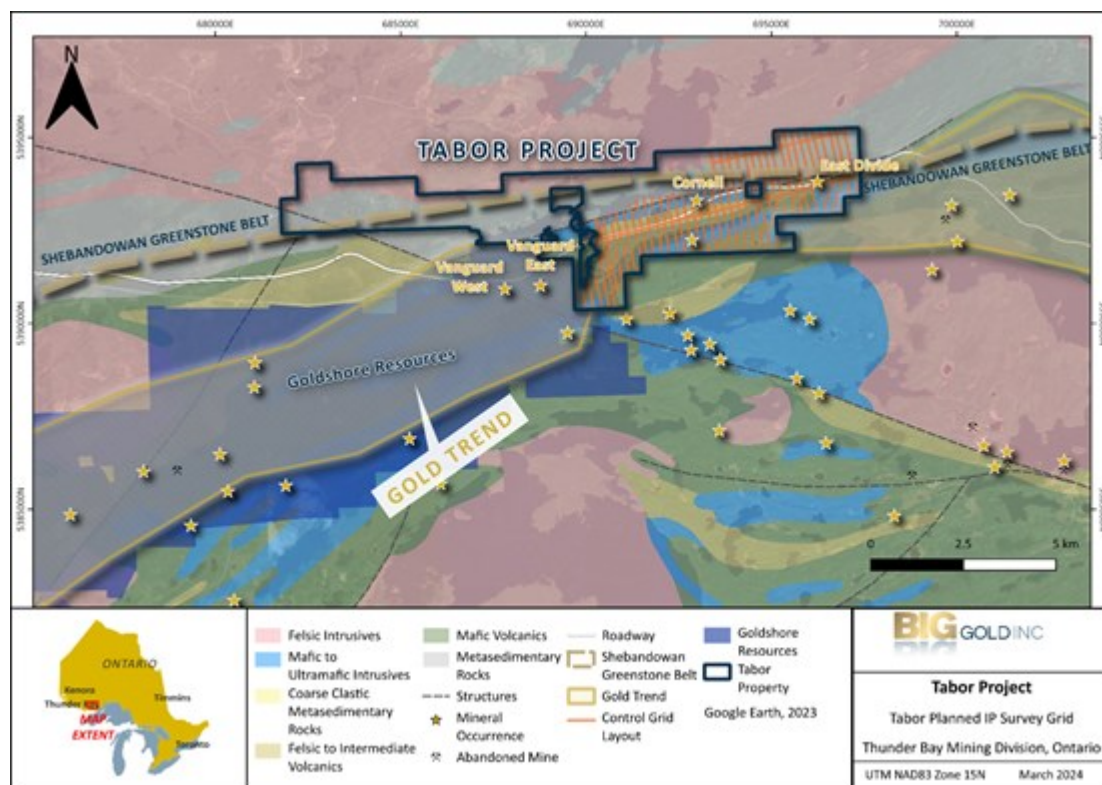 680000E
685000E
690000E
695000E
700000E
N
5395000N
5390000N
5385000N
TABOR PROJECT
East Divide
Cornell
SHEBANDOWAN GREENSTONE BELT
SHEBANDOWAN GREENSTONE BELT
Vanguard
East
Vanguard
West
Goldshore Resources
GOLD TREND
0
2.5
5 km
ONTARIO
Kenora
Timmins
Thunder
MAP
EXTENT
Toronto
Felsic Intrusives
Mafic to
Ultramafic Intrusives
Coarse Clastic
Metasedimentary
Rocks
Felsic to Intermediate
Volcanics
Mafic Volcanics
Metasedimentary
Rocks
Structures
Mineral
Occurrence
Abandoned Mine
Roadway
Shebandowan
Greenstone Belt
Gold Trend
Control Grid
Layout
Goldshore
Resources
Tabor
Property
Google Earth, 2023
BIG GOLD INC
Tabor Project
Tabor Planned IP Survey Grid
Thunder Bay Mining Division, Ontario
UTM NAD83 Zone 15N March 2024